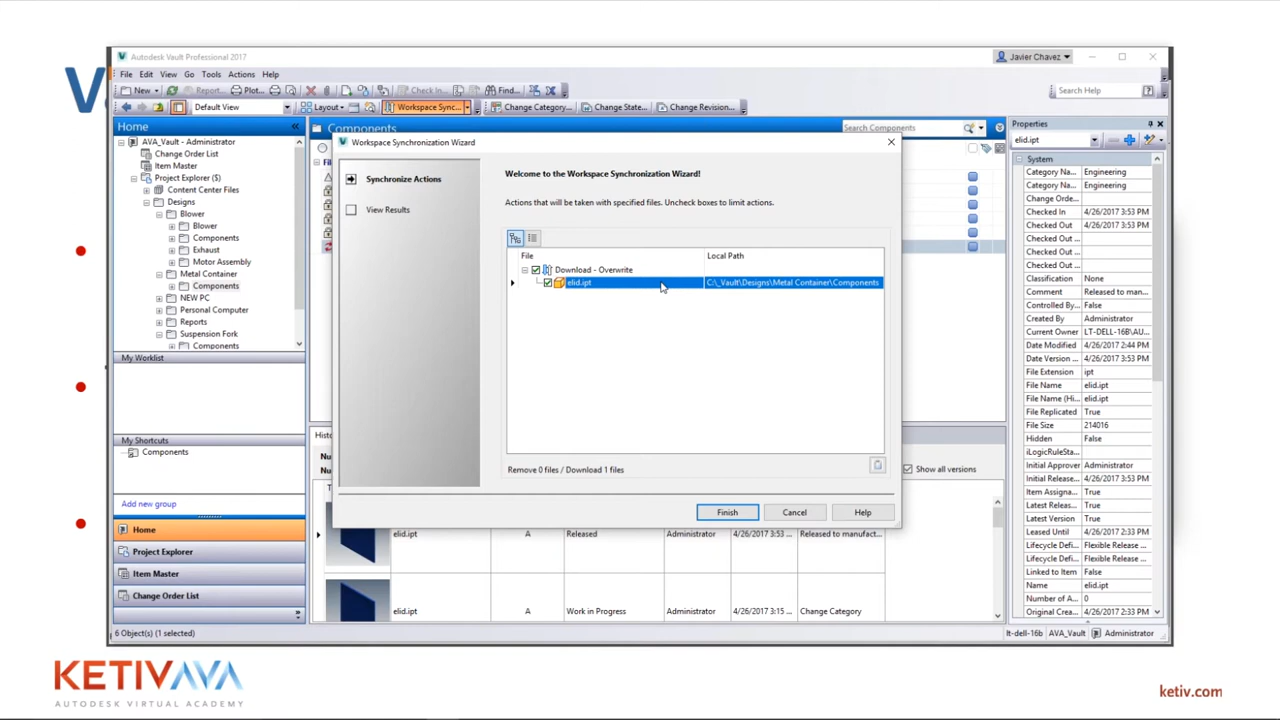 V
Autodesk Vault Professional 2017
Javier Chavez
File Edit View Go Tools Actions Help
New Report... Plot... Check In... Find...
Search Help
Default View Layout Workspace Sync... Change Category... Change State... Change Revision...
Home
AVA_Vault - Administrator
Change Order List
Item Master
Project Explorer ($)
Content Center Files
Designs
Blower
Blower
Components
Exhaust
Motor Assembly
Metal Container
Components
NEW PC
Personal Computer
Reports
Suspension Fork
Components
My Worklist
My Shortcuts
Components
Add new group
Home
Project Explorer
Item Master
Change Order List
6 Object(s) (1 selected)
Components
Search Components
Workspace Synchronization Wizard
Synchronize Actions
View Results
Welcome to the Workspace Synchronization Wizard!
Actions that will be taken with specified files. Uncheck boxes to limit actions.
File Local Path
Download - Overwrite
elid.ipt C:\_Vault\Designs\Metal Container\Components
Remove 0 files / Download 1 files
Finish Cancel Help
Show all versions
elid.ipt A Released Administrator 4/26/2017 3:53 ... Released to manufact...
elid.ipt A Work in Progress Administrator 4/26/2017 3:15 ... Change Category
Properties
elid.ipt
System
Category Na... Engineering
Category Na... Engineering
Change Orde...
Checked In 4/26/2017 3:53 PM
Checked Out 4/26/2017 3:53 PM
Checked Out ...
Checked Out ...
Checked Out ...
Classification None
Comment Released to man...
Controlled By... False
Created By Administrator
Current Owner LT-DELL-16B\AU...
Date Modified 4/26/2017 2:44 PM
Date Version ... 4/26/2017 3:53 PM
File Extension ipt
File Name elid.ipt
File Name (Hi... elid.ipt
File Replicated True
File Size 214016
Hidden False
iLogicRuleSta...
Initial Approver Administrator
Initial Release... 4/26/2017 3:53 PM
Item Assigna... True
Latest Releas... True
Latest Version True
Leased Until 4/26/2017 2:33 PM
Lifecycle Defi... Flexible Release ...
Lifecycle Defi... Flexible Release ...
Linked to Item False
Name elid.ipt
Number of A... 0
Original Crea... 4/26/2017 2:33 PM
lt-dell-16b AVA_Vault Administrator
KETIVAVA
AUTODESK VIRTUAL ACADEMY
ketiv.com